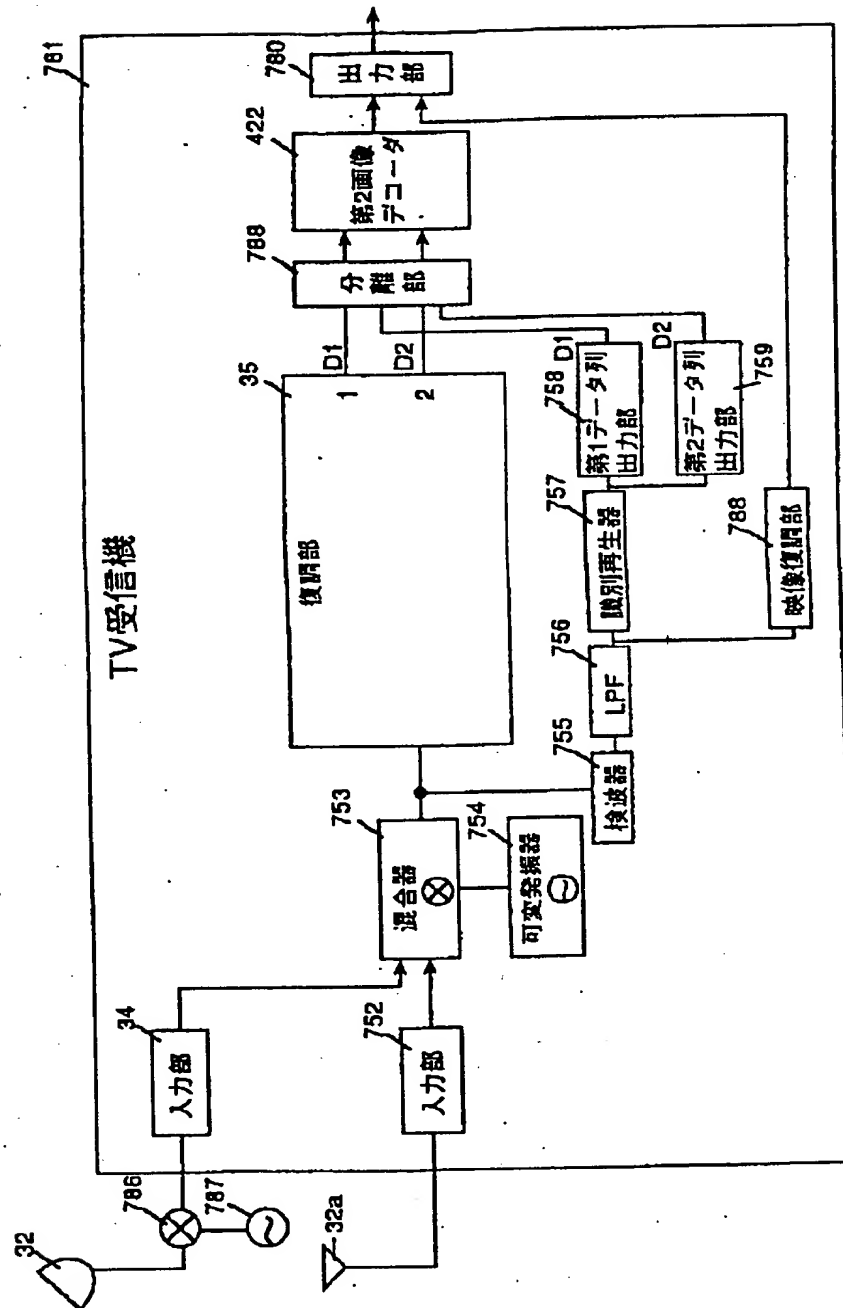 781
TV受信機
32
786
787
34
入力部
32a
752
入力部
753
混合器
754
可変発振器
35
復調部
D1
1
D2
2
788
分離部
422
第2画像
デコーダ
780
出力部
755
検波器
756
LPF
757
識別再生器
758
D1
第1データ列
出力部
D2
759
第2データ列
出力部
788
映像復調部